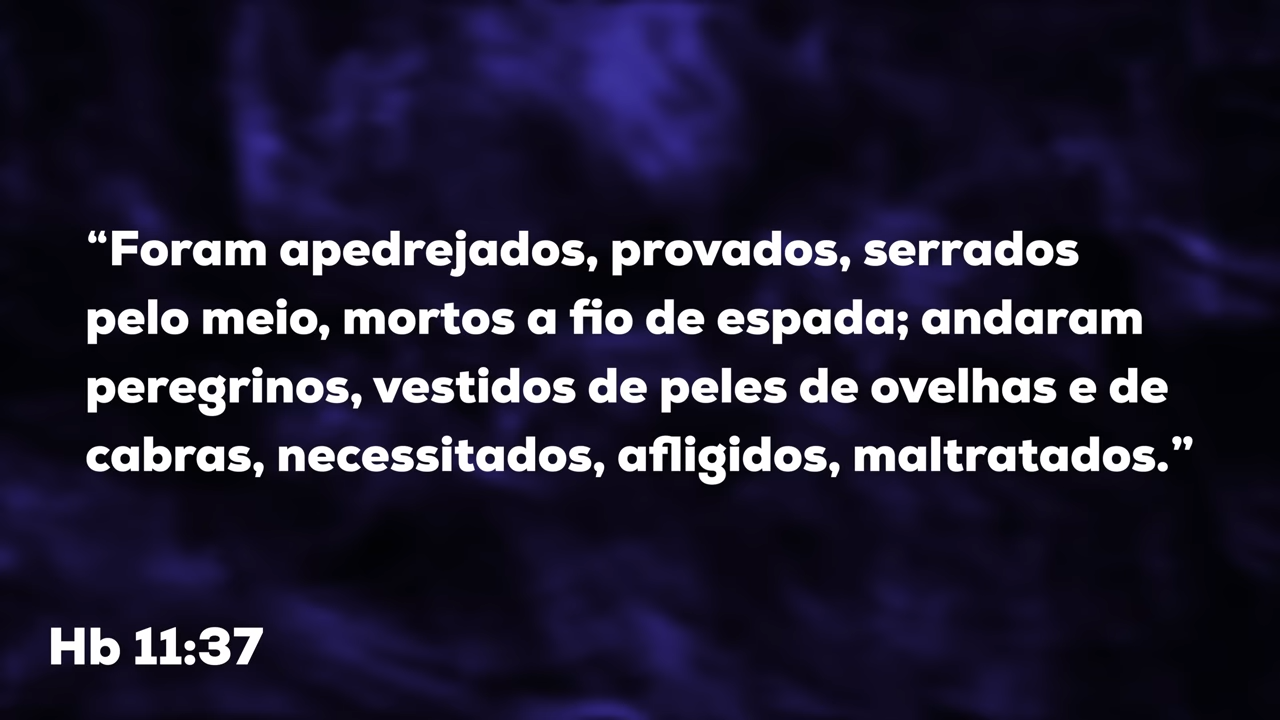 “Foram apedrejados, provados, serrados
pelo meio, mortos a fio de espada; andaram
peregrinos, vestidos de peles de ovelhas e de
cabras, necessitados, afligidos, maltratados.”
Hb 11:37